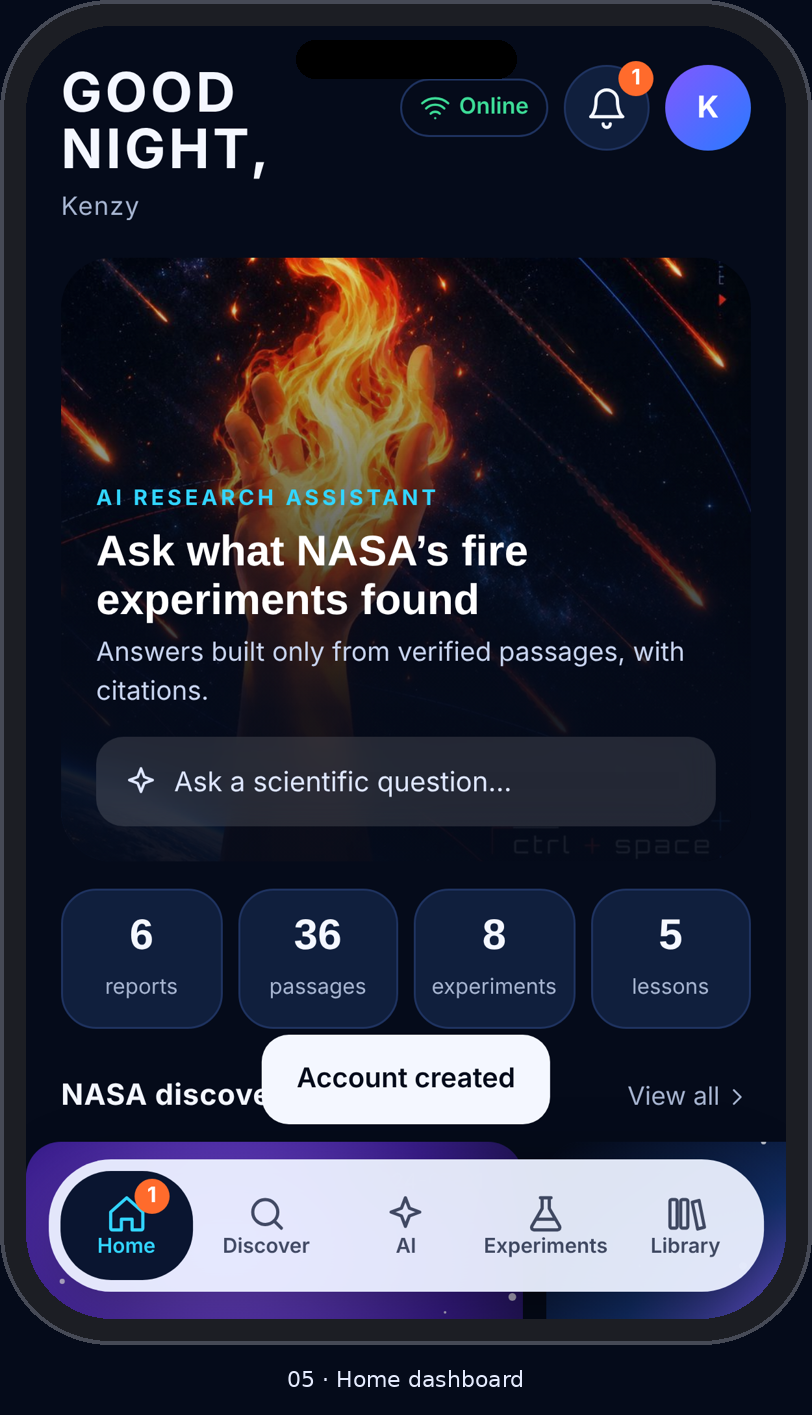 GOOD
NIGHT,
Kenzy
Online
1
K
AI RESEARCH ASSISTANT
Ask what NASA’s fire
experiments found
Answers built only from verified passages, with
citations.
Ask a scientific question...
ctrl + space
6
reports
36
passages
8
experiments
5
lessons
Account created
NASA discove
View all
1
Home
Discover
AI
Experiments
Library
05 · Home dashboard